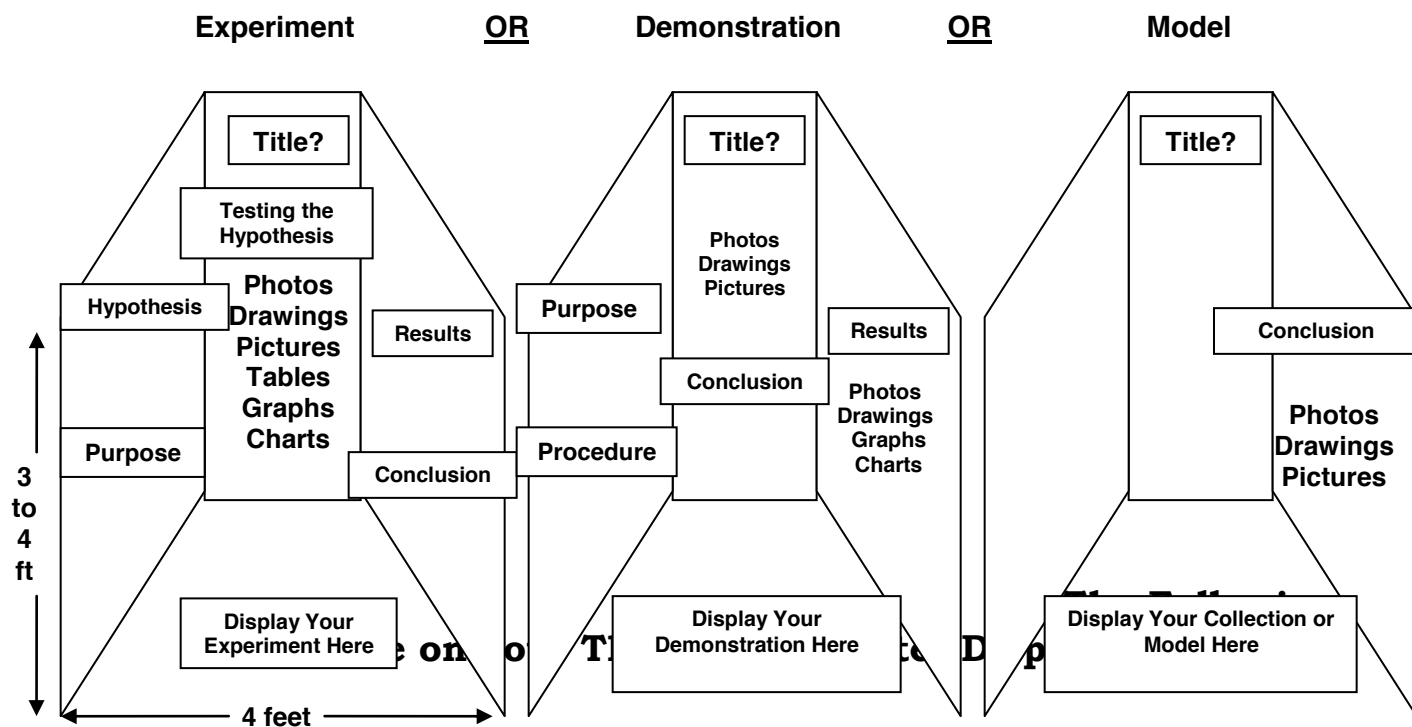 Experiment OR Demonstration OR Model
Title?
Testing the
Hypothesis
Hypothesis
Photos
Drawings
Pictures
Tables
Graphs
Charts
Results
Purpose
Conclusion
3
to
4
ft
Display Your
Experiment Here
4 feet
Title?
Photos
Drawings
Pictures
Purpose
Results
Conclusion
Photos
Drawings
Graphs
Charts
Procedure
Display Your
Demonstration Here
Title?
Conclusion
Photos
Drawings
Pictures
Display Your Collection or
Model Here
on